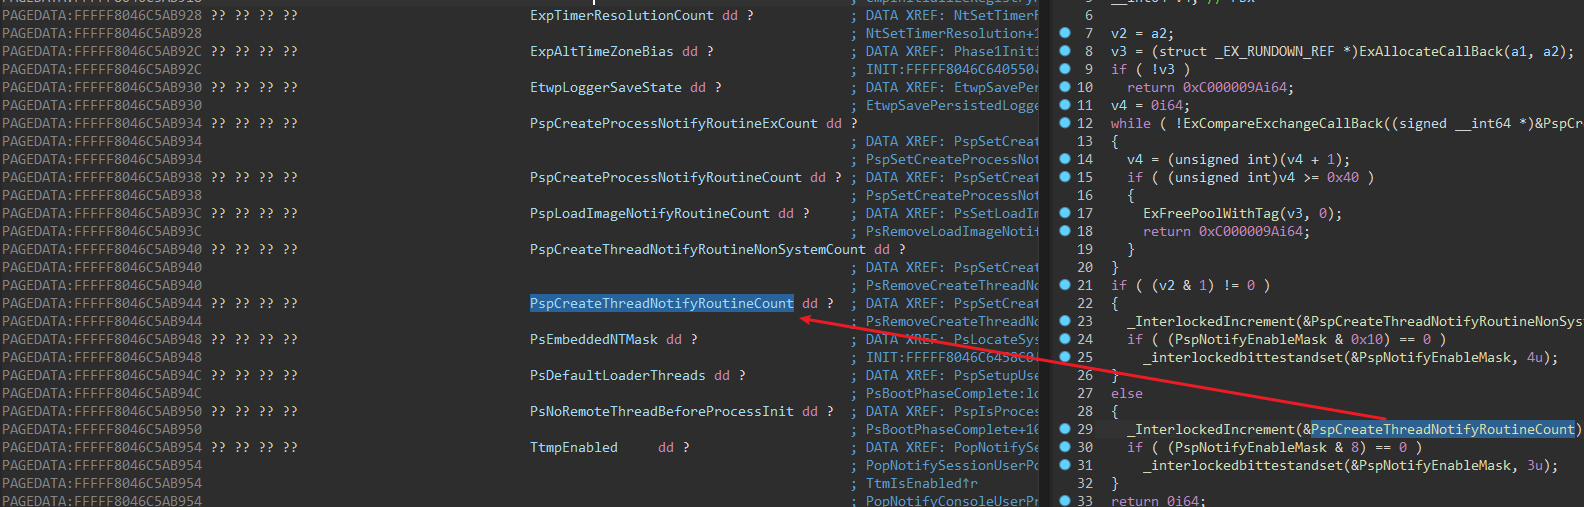 PAGEDATA:FFFFF8046C5AB928 ?? ?? ?? ?? ExpTimerResolutionCount dd ? ; DATA XREF: NtSetTimerR
PAGEDATA:FFFFF8046C5AB928 ; NtSetTimerResolution+1
PAGEDATA:FFFFF8046C5AB92C ?? ?? ?? ?? ExpAltTimeZoneBias dd ? ; DATA XREF: Phase1Initi
PAGEDATA:FFFFF8046C5AB92C ; INIT:FFFFF8046C640550↓
PAGEDATA:FFFFF8046C5AB930 ?? ?? ?? ?? EtwpLoggerSaveState dd ? ; DATA XREF: EtwpSavePer
PAGEDATA:FFFFF8046C5AB930 ; EtwpSavePersistedLogge
PAGEDATA:FFFFF8046C5AB934 ?? ?? ?? ?? PspCreateProcessNotifyRoutineExCount dd ?
PAGEDATA:FFFFF8046C5AB934 ; DATA XREF: PspSetCreat
PAGEDATA:FFFFF8046C5AB934 ; PspSetCreateProcessNot
PAGEDATA:FFFFF8046C5AB938 ?? ?? ?? ?? PspCreateProcessNotifyRoutineCount dd ? ; DATA XREF: PspSetCreat
PAGEDATA:FFFFF8046C5AB938 ; PspSetCreateProcessNot
PAGEDATA:FFFFF8046C5AB93C ?? ?? ?? ?? PspLoadImageNotifyRoutineCount dd ? ; DATA XREF: PsSetLoadIm
PAGEDATA:FFFFF8046C5AB93C ; PsRemoveLoadImageNotif
PAGEDATA:FFFFF8046C5AB940 ?? ?? ?? ?? PspCreateThreadNotifyRoutineNonSystemCount dd ?
PAGEDATA:FFFFF8046C5AB940 ; DATA XREF: PspSetCreat
PAGEDATA:FFFFF8046C5AB940 ; PsRemoveCreateThreadNo
PAGEDATA:FFFFF8046C5AB944 ?? ?? ?? ?? PspCreateThreadNotifyRoutineCount dd ? ; DATA XREF: PspSetCreat
PAGEDATA:FFFFF8046C5AB944 ; PsRemoveCreateThreadNo
PAGEDATA:FFFFF8046C5AB948 ?? ?? ?? ?? PsEmbeddedNTMask dd ? ; DATA XREF: PsLocateSys
PAGEDATA:FFFFF8046C5AB948
PAGEDATA:FFFFF8046C5AB94C ?? ?? ?? ?? PsDefaultLoaderThreads dd ? ; DATA XREF: PspSetupUse
PAGEDATA:FFFFF8046C5AB94C ; PsBootPhaseComplete:lo
PAGEDATA:FFFFF8046C5AB950 ?? ?? ?? ?? PsNoRemoteThreadBeforeProcessInit dd ? ; DATA XREF: PspIsProces
PAGEDATA:FFFFF8046C5AB950 ; PsBootPhaseComplete+10
PAGEDATA:FFFFF8046C5AB954 ?? ?? ?? ?? TtmpEnabled dd ? ; DATA XREF: PopNotifySe
PAGEDATA:FFFFF8046C5AB954 ; PopNotifySessionUserPo
PAGEDATA:FFFFF8046C5AB954 ; TtmIsEnabled↑r
PAGEDATA:FFFFF8046C5AB954 ; PopNotifyConsoleUserPr
6
7 v2 = a2;
8 v3 = (struct _EX_RUNDOWN_REF *)ExAllocateCallBack(a1, a2);
9 if ( !v3 )
10 return 0xC000009Ai64;
11 v4 = 0i64;
12 while ( !ExCompareExchangeCallBack((signed __int64 *)&PspCr
13 {
14 v4 = (unsigned int)(v4 + 1);
15 if ( (unsigned int)v4 >= 0x40 )
16 {
17 ExFreePoolWithTag(v3, 0);
18 return 0xC000009Ai64;
19 }
20 }
21 if ( (v2 & 1) != 0 )
22 {
23 _InterlockedIncrement(&PspCreateThreadNotifyRoutineNonSys
24 if ( (PspNotifyEnableMask & 0x10) == 0 )
25 _interlockedbittestandset(&PspNotifyEnableMask, 4u);
26 }
27 else
28 {
29 _InterlockedIncrement(&PspCreateThreadNotifyRoutineCount)
30 if ( (PspNotifyEnableMask & 8) == 0 )
31 _interlockedbittestandset(&PspNotifyEnableMask, 3u);
32 }
33 return 0i64;